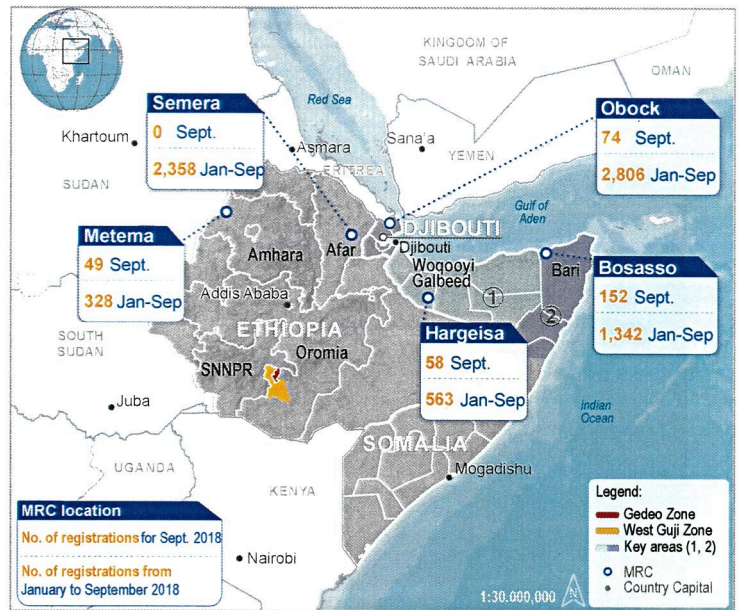 KINGDOM OF
SAUDI ARABIA
OMAN
Red Sea
Semera
0 Sept.
2,358 Jan-Sep
Obock
74 Sept.
2,806 Jan-Sep
Khartoum
Asmara
Sana'a
ERITREA
YEMEN
SUDAN
Gulf of
Aden
DJIBOUTI
Djibouti
Metema
49 Sept.
328 Jan-Sep
Amhara
Afar
Woqooyi
Galbeed
Bari
Bosasso
152 Sept.
1,342 Jan-Sep
Addis Ababa
1
2
ETHIOPIA
Hargeisa
58 Sept.
563 Jan-Sep
SOUTH
SUDAN
Oromia
SNNPR
Juba
Indian
Ocean
SOMALIA
UGANDA
Mogadishu
KENYA
MRC location
No. of registrations for Sept. 2018
No. of registrations from
January to September 2018
Nairobi
Legend:
Gedeo Zone
West Guji Zone
Key areas (1, 2)
MRC
Country Capital
1:30.000,000
N